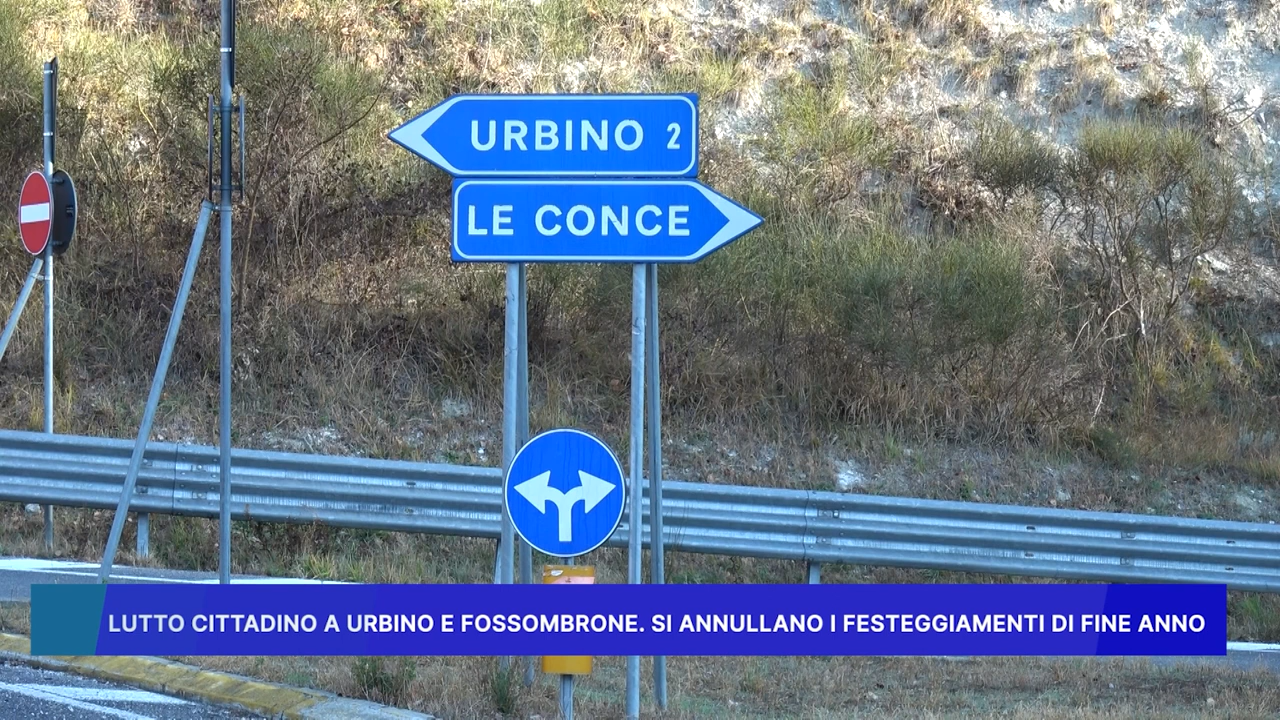 URBINO 2
LE CONCE
LUTTO CITTADINO A URBINO E FOSSOMBRONE. SI ANNULLANO I FESTEGGIAMENTI DI FINE ANNO